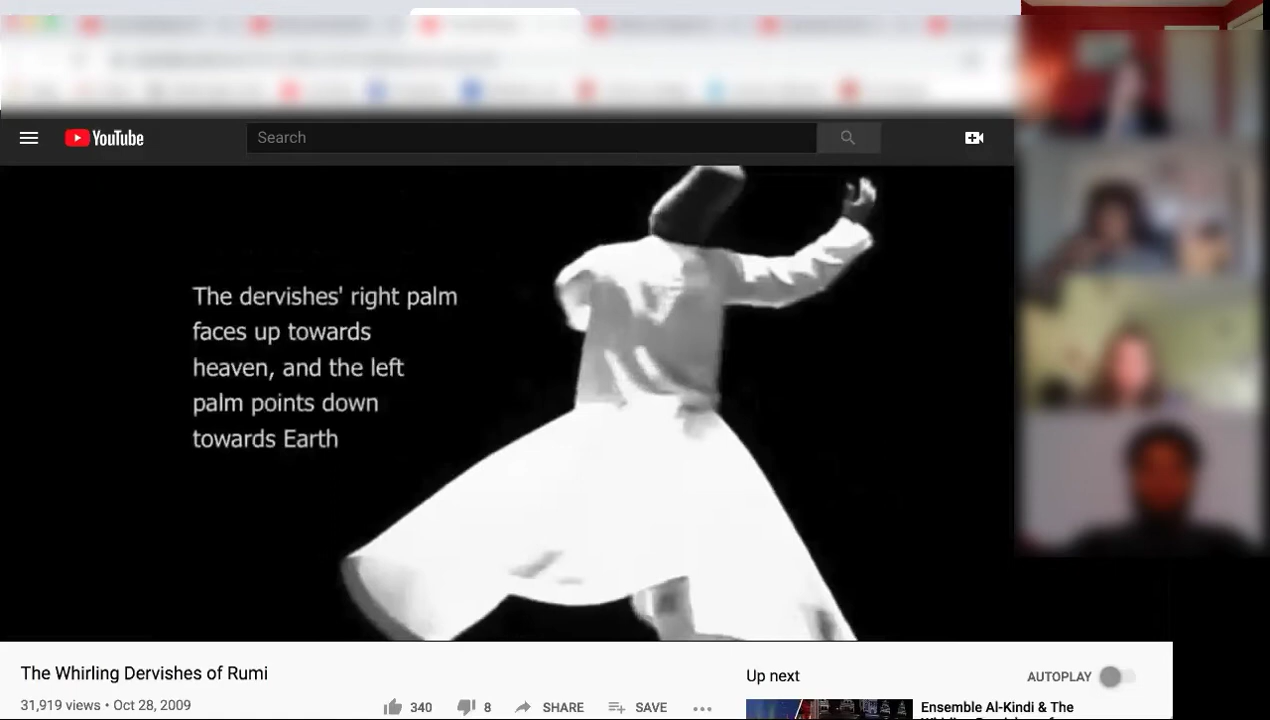 YouTube
Search
The dervishes' right palm
faces up towards
heaven, and the left
palm points down
towards Earth
The Whirling Dervishes of Rumi
31,919 views • Oct 28, 2009
340
8
SHARE
SAVE
Up next
AUTOPLAY
Ensemble Al-Kindi & The